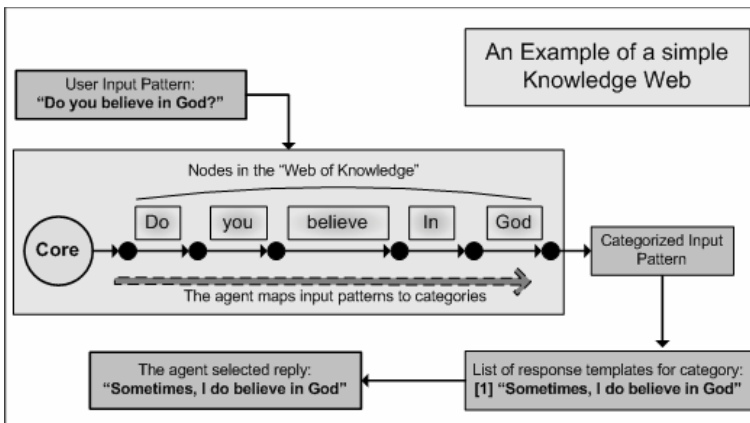 An Example of a simple
Knowledge Web
User Input Pattern:
“Do you believe in God?”
Nodes in the “Web of Knowledge”
Do you believe In God
Core
The agent maps input patterns to categories
Categorized Input
Pattern
List of response templates for category:
[1] “Sometimes, I do believe in God”
The agent selected reply:
“Sometimes, I do believe in God”